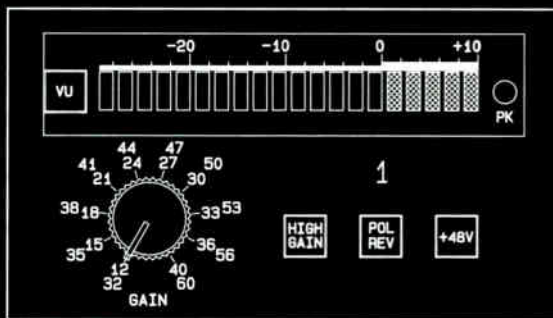 -20 -10 0 +10
VU
PK
44 47
41 24 27 50
21 30
1
38 18 33 53
HIGH
GAIN
POL
REV
+48V
35 15 36 56
12 40
32 60
GAIN